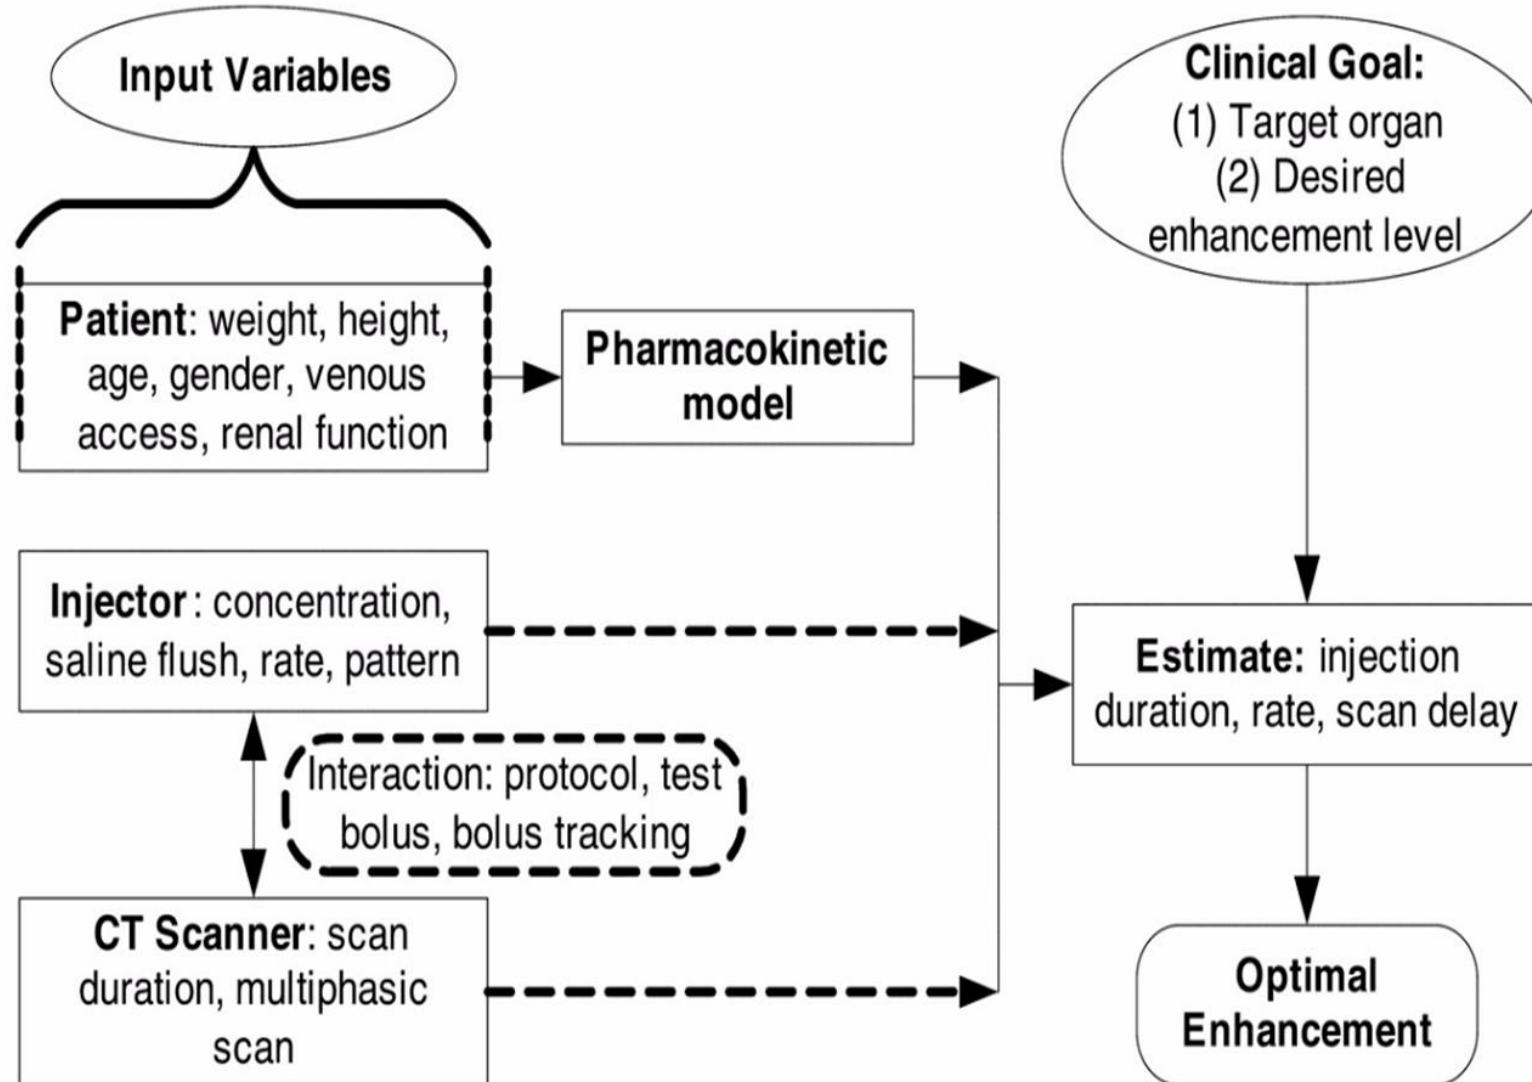 Input Variables
Clinical Goal:
(1) Target organ
(2) Desired
enhancement level
Patient: weight, height,
age, gender, venous
access, renal function
Pharmacokinetic
model
Injector : concentration,
saline flush, rate, pattern
Estimate: injection
duration, rate, scan delay
Interaction: protocol, test
bolus, bolus tracking
CT Scanner: scan
duration, multiphasic
scan
Optimal
Enhancement